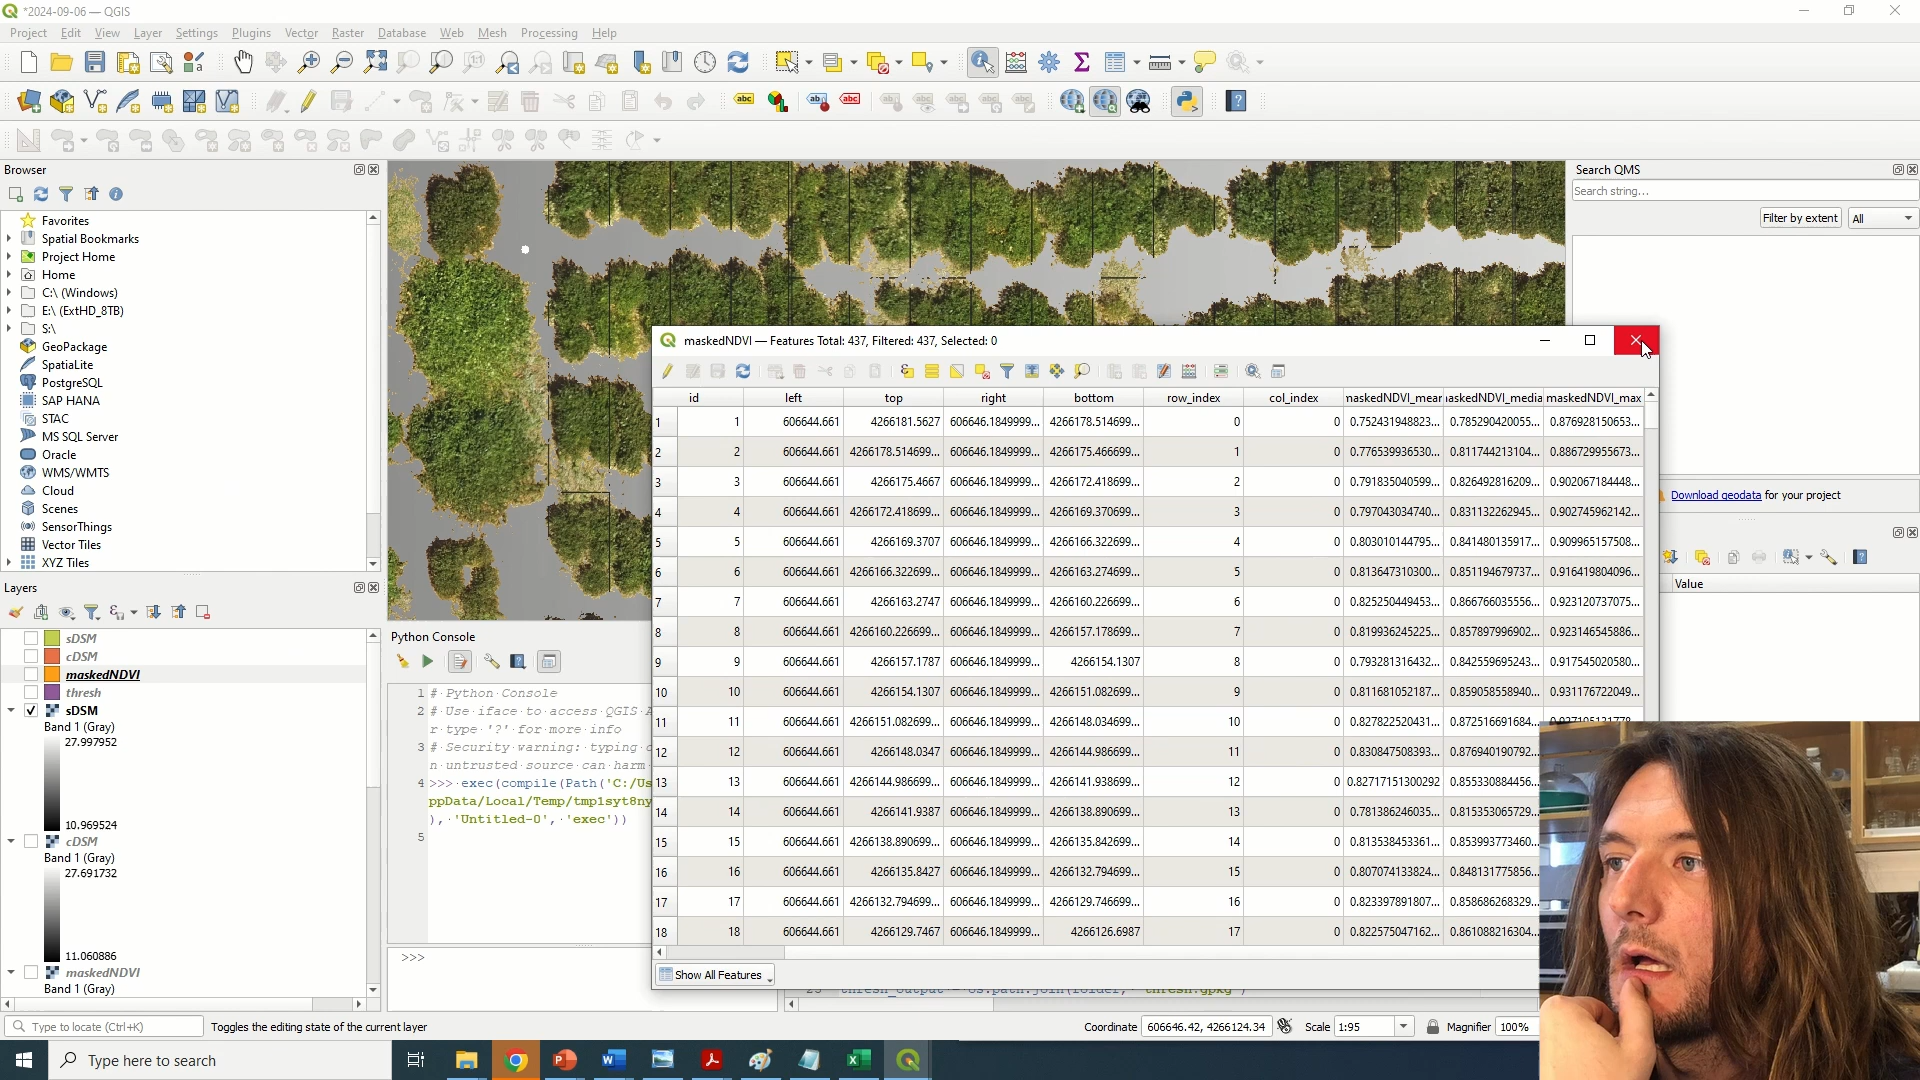 *2024-09-06 — QGIS
Project Edit View Layer Settings Plugins Vector Raster Database Web Mesh Processing Help
Browser
Favorites
Spatial Bookmarks
Project Home
Home
C:\ (Windows)
E:\ (ExtHD_8TB)
S:\
GeoPackage
SpatiaLite
PostgreSQL
SAP HANA
STAC
MS SQL Server
Oracle
WMS/WMTS
Cloud
Scenes
SensorThings
Vector Tiles
XYZ Tiles
Layers
sDSM
cDSM
maskedNDVI
thresh
sDSM
Band 1 (Gray)
27.997952
10.969524
cDSM
Band 1 (Gray)
27.691732
11.060886
maskedNDVI
Band 1 (Gray)
Python Console
1 # Python Console
2 # Use iface to access QGIS A
r type '?' for more info
3 # Security warning: typing c
n untrusted source can harm
4 >>> exec(compile(Path('C:/Us
ppData/Local/Temp/tmp1syt8ny
), 'Untitled-0', 'exec'))
5
>>>
maskedNDVI — Features Total: 437, Filtered: 437, Selected: 0
id left top right bottom row_index col_index naskedNDVI_mear naskedNDVI_media maskedNDVI_max
1 1 606644.661 4266181.5627 606646.1849999... 4266178.514699... 0 0 0.752431948823... 0.785290420055... 0.876928150653...
2 2 606644.661 4266178.514699... 606646.1849999... 4266175.466699... 1 0 0.776539936530... 0.811744213104... 0.886729955673...
3 3 606644.661 4266175.4667 606646.1849999... 4266172.418699... 2 0 0.791835040599... 0.826492816209... 0.902067184448...
4 4 606644.661 4266172.418699... 606646.1849999... 4266169.370699... 3 0 0.797043034740... 0.831132262945... 0.902745962142...
5 5 606644.661 4266169.3707 606646.1849999... 4266166.322699... 4 0 0.803010144795... 0.841480135917... 0.909965157508...
6 6 606644.661 4266166.322699... 606646.1849999... 4266163.274699... 5 0 0.813647310300... 0.851194679737... 0.916419804096...
7 7 606644.661 4266163.2747 606646.1849999... 4266160.226699... 6 0 0.825250449453... 0.866766035556... 0.923120737075...
8 8 606644.661 4266160.226699... 606646.1849999... 4266157.178699... 7 0 0.819936245225... 0.857897996902... 0.923146545886...
9 9 606644.661 4266157.1787 606646.1849999... 4266154.1307 8 0 0.793281316432... 0.842559695243... 0.917545020580...
10 10 606644.661 4266154.1307 606646.1849999... 4266151.082699... 9 0 0.811681052187... 0.859058558940... 0.931176722049...
11 11 606644.661 4266151.082699... 606646.1849999... 4266148.034699... 10 0 0.827822520431... 0.872516691684...
12 12 606644.661 4266148.0347 606646.1849999... 4266144.986699... 11 0 0.830847508393... 0.876940190792...
13 13 606644.661 4266144.986699... 606646.1849999... 4266141.938699... 12 0 0.82717151300292 0.855330884456...
14 14 606644.661 4266141.9387 606646.1849999... 4266138.890699... 13 0 0.781386246035... 0.815353065729...
15 15 606644.661 4266138.890699... 606646.1849999... 4266135.842699... 14 0 0.813538453361... 0.853993773460...
16 16 606644.661 4266135.8427 606646.1849999... 4266132.794699... 15 0 0.807074133824... 0.848131775856...
17 17 606644.661 4266132.794699... 606646.1849999... 4266129.746699... 16 0 0.823397891807... 0.858686268329...
18 18 606644.661 4266129.7467 606646.1849999... 4266126.6987 17 0 0.822575047162... 0.861088216304...
Show All Features
Search QMS
Search string...
Filter by extent All
Download geodata for your project
Value
Type to locate (Ctrl+K) Toggles the editing state of the current layer Coordinate 606646.42, 4266124.34 Scale 1:95 Magnifier 100%
Type here to search